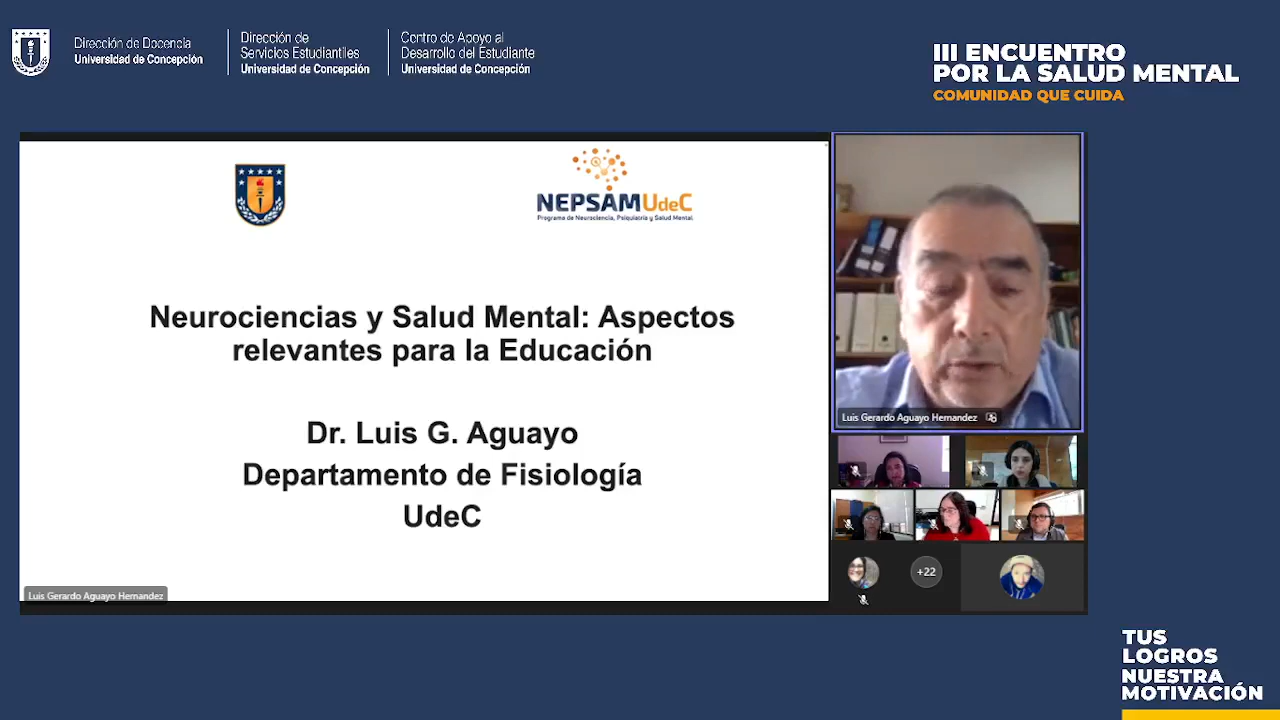 Dirección de Docencia
Universidad de Concepción
Dirección de
Servicios Estudiantiles
Universidad de Concepción
Centro de Apoyo al
Desarrollo del Estudiante
Universidad de Concepción
III ENCUENTRO
POR LA SALUD MENTAL
COMUNIDAD QUE CUIDA
NEPSAM UdeC
Programa de Neurociencia, Psiquiatría y Salud Mental
Neurociencias y Salud Mental: Aspectos
relevantes para la Educación
Dr. Luis G. Aguayo
Departamento de Fisiología
UdeC
Luis Gerardo Aguayo Hernandez
Luis Gerardo Aguayo Hernandez
+22
TUS
LOGROS
NUESTRA
MOTIVACIÓN